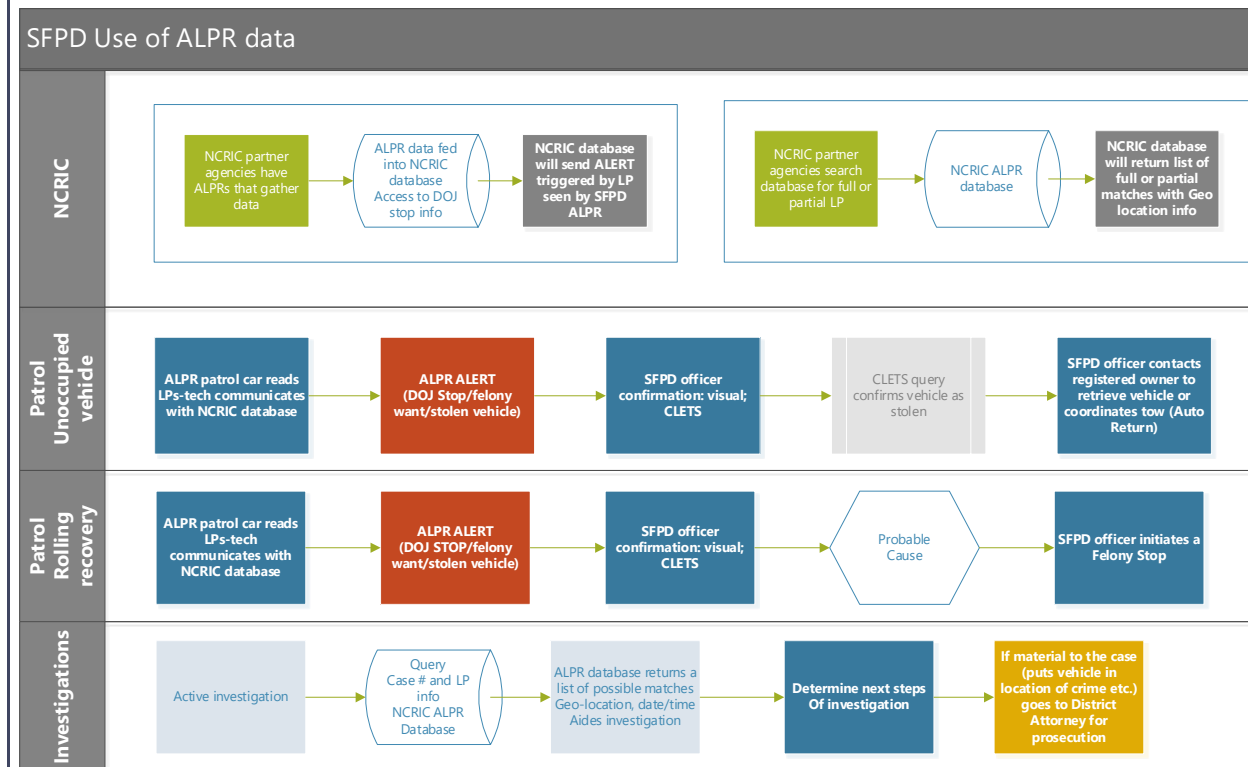 SFPD Use of ALPR data
NCRIC
NCRIC partner
agencies have
ALPRs that gather
data
ALPR data fed
into NCRIC
database
Access to DOJ
stop info
NCRIC database
will send ALERT
triggered by LP
seen by SFPD
ALPR
NCRIC partner
agencies search
database for full or
partial LP
NCRIC ALPR
database
NCRIC database
will return list of
full or partial
matches with Geo
location info
Patrol
Unoccupied
vehicle
ALPR patrol car reads
LPs-tech communicates
with NCRIC database
ALPR ALERT
(DOJ Stop/felony
want/stolen vehicle)
SFPD officer
confirmation: visual;
CLETS
CLETS query
confirms vehicle as
stolen
SFPD officer contacts
registered owner to
retrieve vehicle or
coordinates tow (Auto
Return)
Patrol
Rolling
recovery
ALPR patrol car reads
LPs-tech
communicates with
NCRIC database
ALPR ALERT
(DOJ STOP/felony
want/stolen vehicle)
SFPD officer
confirmation: visual;
CLETS
Probable
Cause
SFPD officer initiates a
Felony Stop
Investigations
Active investigation
Query
Case # and LP
info
NCRIC ALPR
Database
ALPR database returns a
list of possible matches
Geo-location, date/time
Aides investigation
Determine next steps
Of investigation
If material to the case
(puts vehicle in
location of crime etc.)
goes to District
Attorney for
prosecution